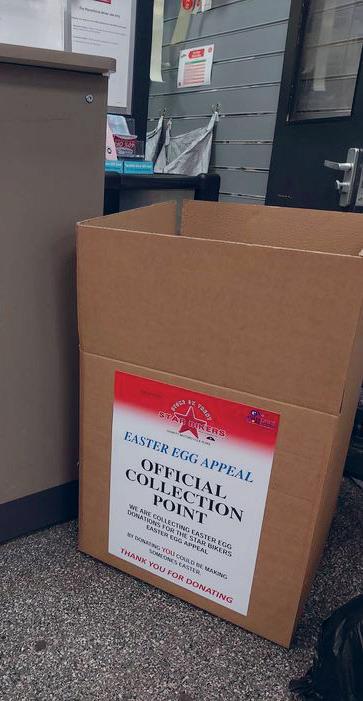 STAR BIKERS
EASTER EGG APPEAL
OFFICIAL
COLLECTION
POINT
WE ARE COLLECTING EASTER EGG
DONATIONS FOR THE STAR BIKERS
EASTER EGG APPEAL
BY DONATING YOU COULD BE MAKING
SOMEONES EASTER.
THANK YOU FOR DONATING